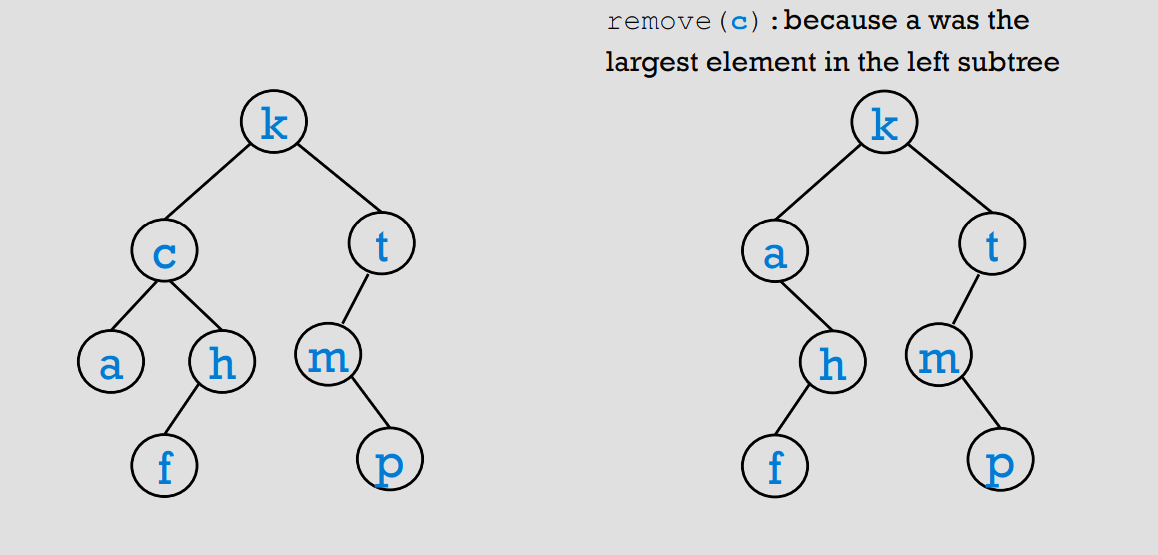 remove(c):because a was the
largest element in the left subtree
k
k
c
t
a
t
a
h
m
h
m
f
p
f
p